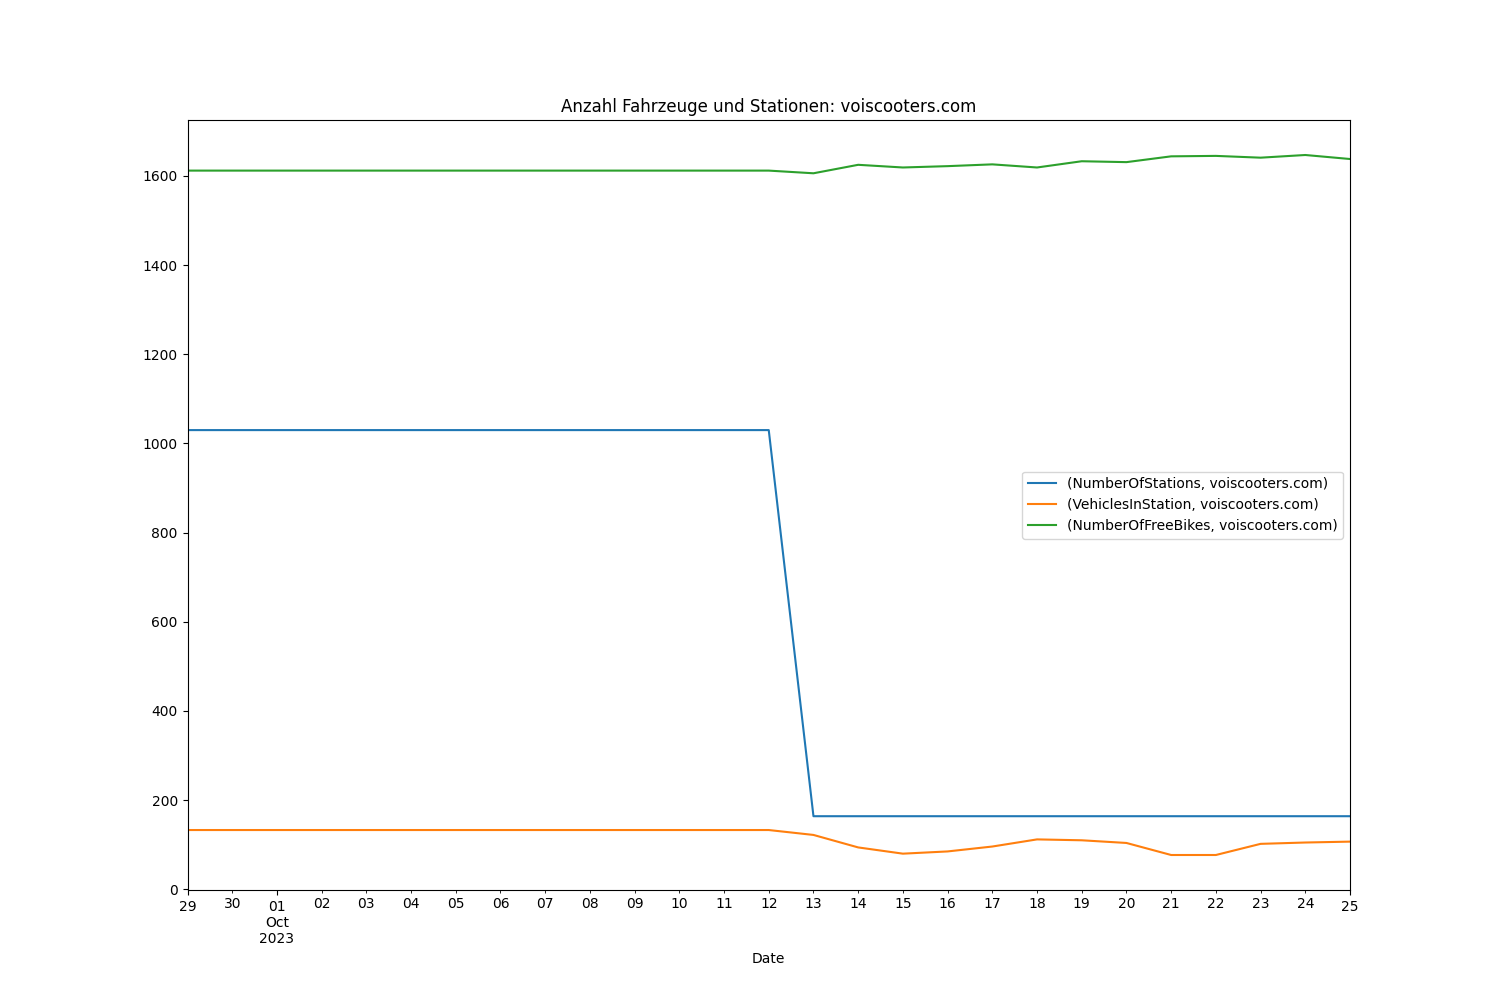 Anzahl Fahrzeuge und Stationen: voiscooters.com
1600
1400
1200
1000
800
600
400
200
0
(NumberOfStations, voiscooters.com)
(VehiclesInStation, voiscooters.com)
(NumberOfFreeBikes, voiscooters.com)
29 30 01 02 03 04 05 06 07 08 09 10 11 12 13 14 15 16 17 18 19 20 21 22 23 24 25
Oct
2023
Date